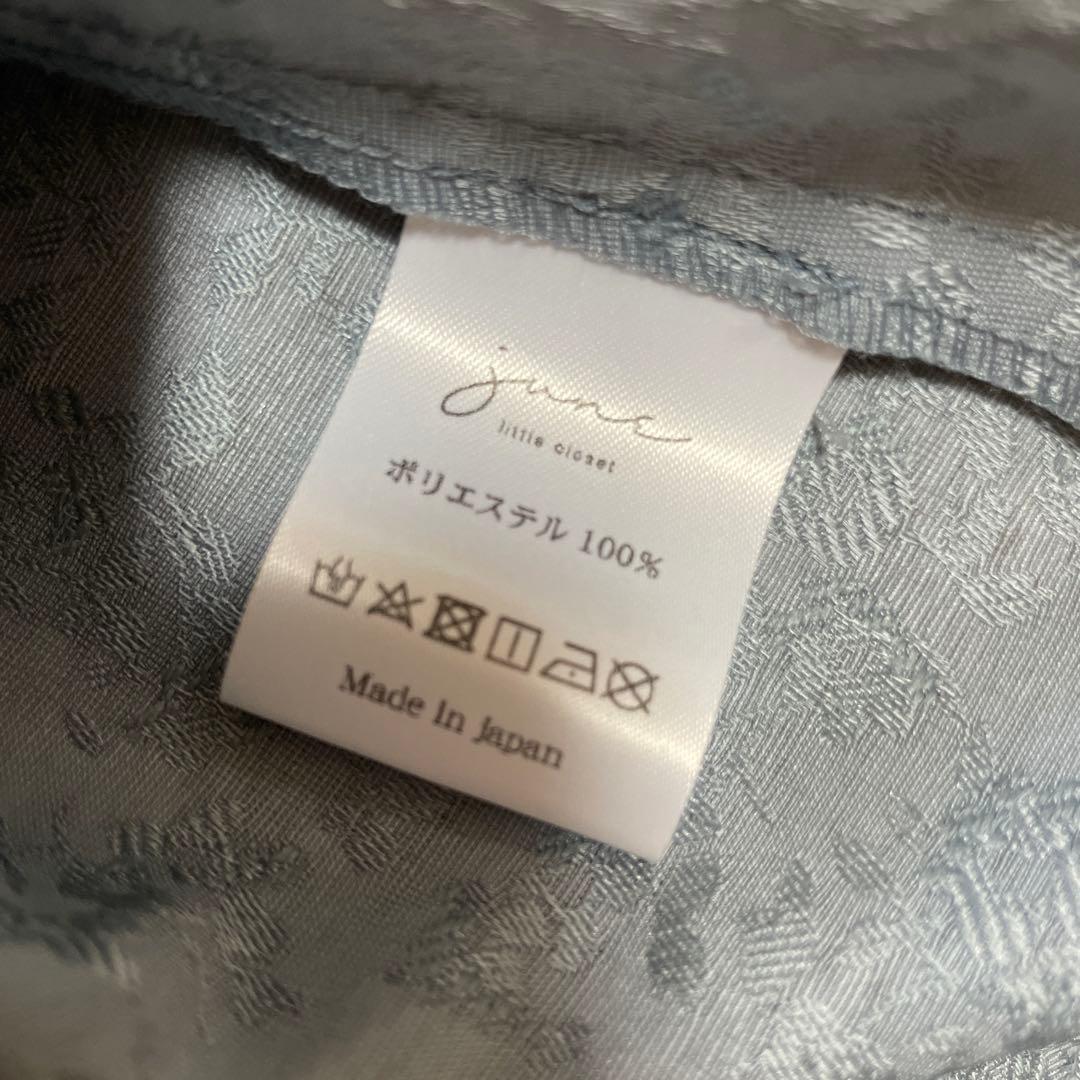 june
little closet
ポリエステル 100%
Made in Japan